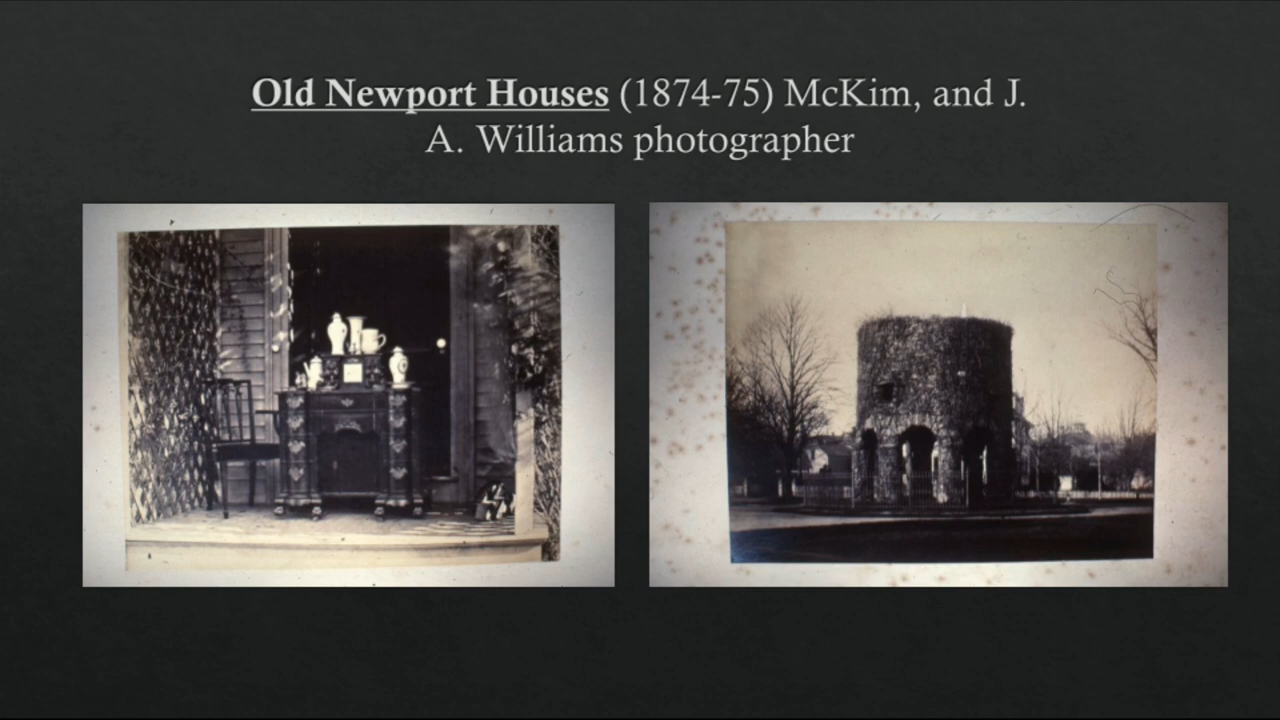 Old Newport Houses (1874-75) McKim, and J.
A. Williams photographer